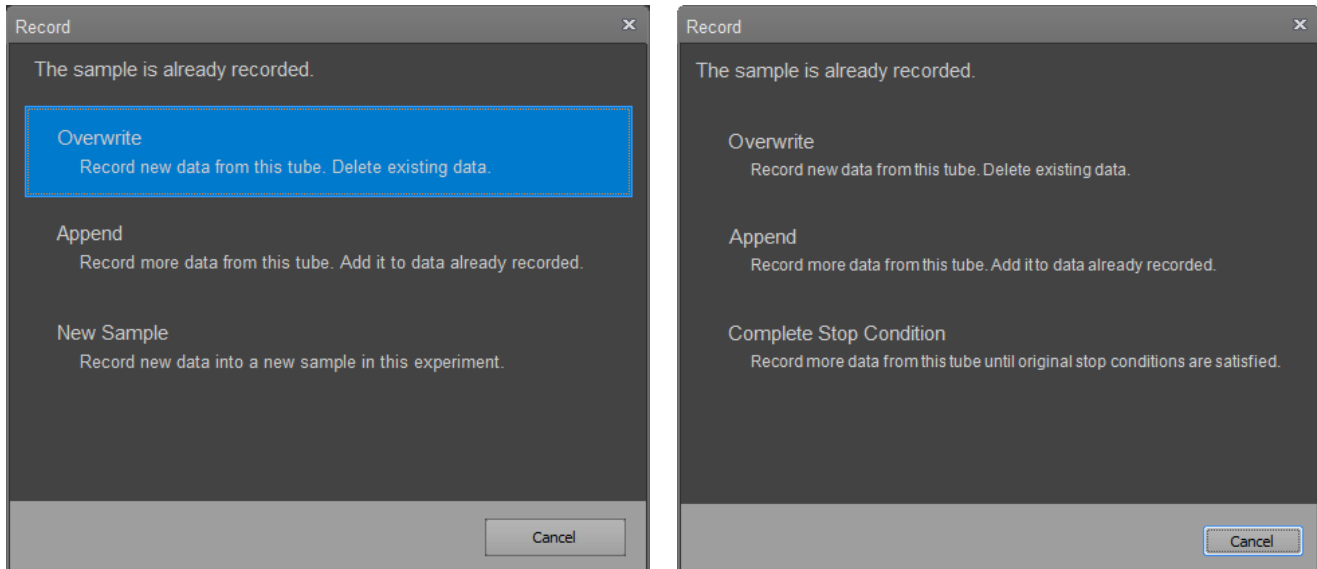 Record
The sample is already recorded.
Overwrite
Record new data from this tube. Delete existing data.
Append
Record more data from this tube. Add it to data already recorded.
New Sample
Record new data into a new sample in this experiment.
Cancel
Record
The sample is already recorded.
Overwrite
Record new data from this tube. Delete existing data.
Append
Record more data from this tube. Add it to data already recorded.
Complete Stop Condition
Record more data from this tube until original stop conditions are satisfied.
Cancel